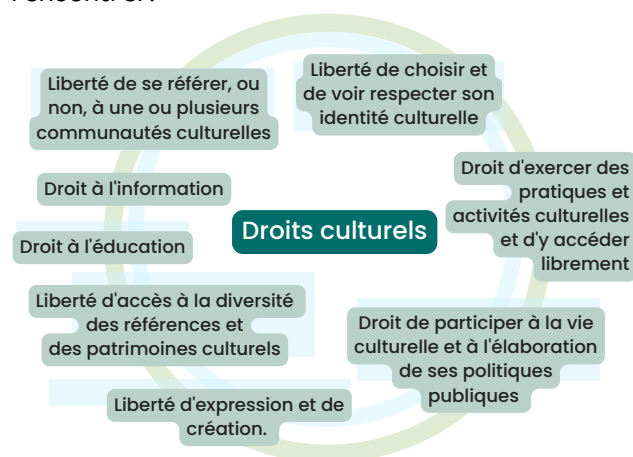 Liberté de se référer, ou
non, à une ou plusieurs
communautés culturelles
Liberté de choisir et
de voir respecter son
identité culturelle
Droit à l'information
Droit d'exercer des
pratiques et
activités culturelles
et d'y accéder
librement
Droits culturels
Droit à l'éducation
Liberté d'accès à la diversité
des références et
des patrimoines culturels
Droit de participer à la vie
culturelle et à l'élaboration
de ses politiques
publiques
Liberté d'expression et de
création.